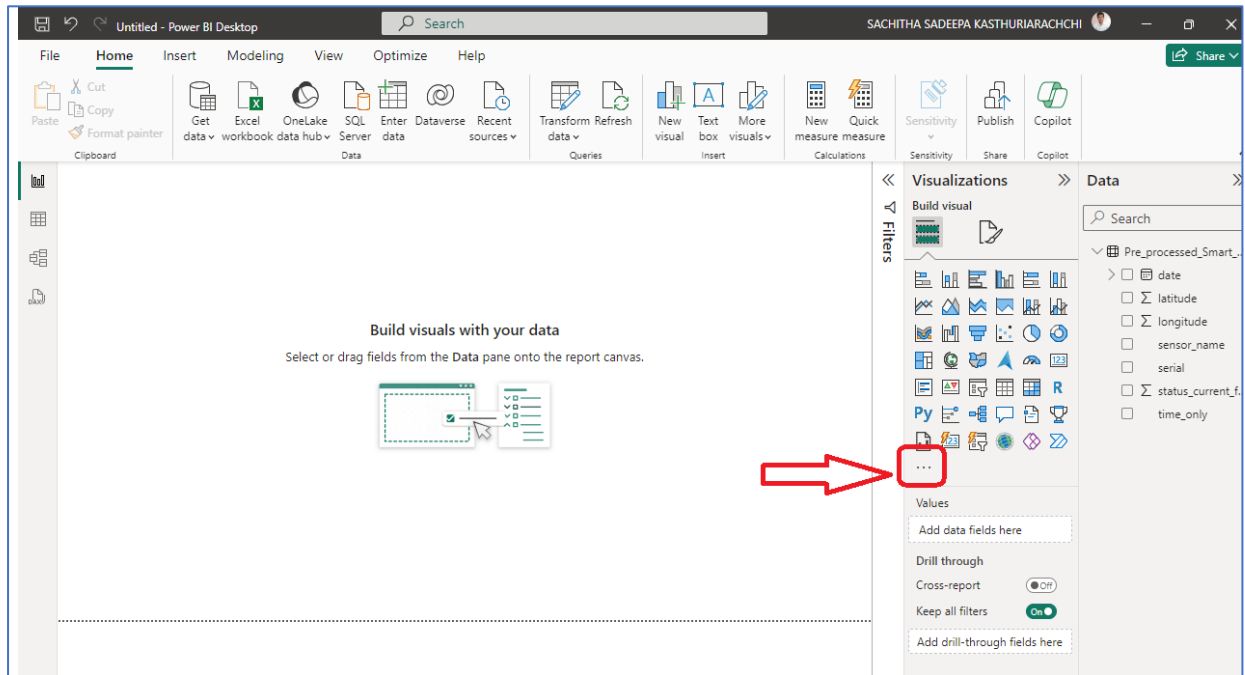 Untitled - Power BI Desktop
Search
SACHITHA SADEEPA KASTHURIARACHCHI
File Home Insert Modeling View Optimize Help
Share
Paste
Cut
Copy
Format painter
Clipboard
Get data
Excel workbook
OneLake data hub
SQL Server
Enter data
Dataverse
Recent sources
Data
Transform data
Refresh
Queries
New visual
Text box
More visuals
Insert
New measure
Quick measure
Calculations
Sensitivity
Sensitivity
Publish
Share
Copilot
Copilot
Filters
Visualizations
Build visual
123
R
Py
123
...
Values
Add data fields here
Drill through
Cross-report
Off
Keep all filters
On
Add drill-through fields here
Data
Search
Pre_processed_Smart_...
date
Σ latitude
Σ longitude
sensor_name
serial
Σ status_current_f...
time_only
Build visuals with your data
Select or drag fields from the Data pane onto the report canvas.
DAX